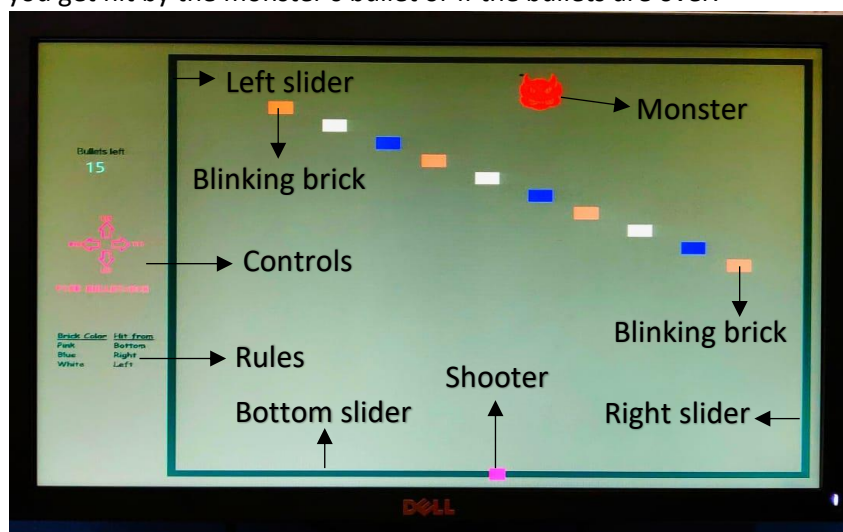 you get hit by the monster's bullet or if the bullets are over.
Left slider
Monster
Bullets left
15
Blinking brick
Controls
Blinking brick
Brick Color Hit from
Pink Bottom
Blue Right
White Left
Rules
Shooter
Bottom slider
Right slider
DELL